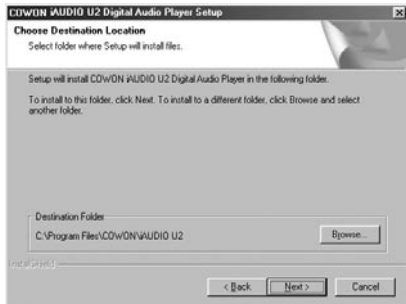 COWON iAUDIO U2 Digital Audio Player Setup
Choose Destination Location
Select folder where Setup will install files.
Setup will install COWON iAUDIO U2 Digital Audio Player in the following folder.
To install to this folder, click Next. To install to a different folder, click Browse and select
another folder.
Destination Folder
C:\Program Files\COWON\iAUDIO U2
Browse...
InstallShield
< Back
Next >
Cancel